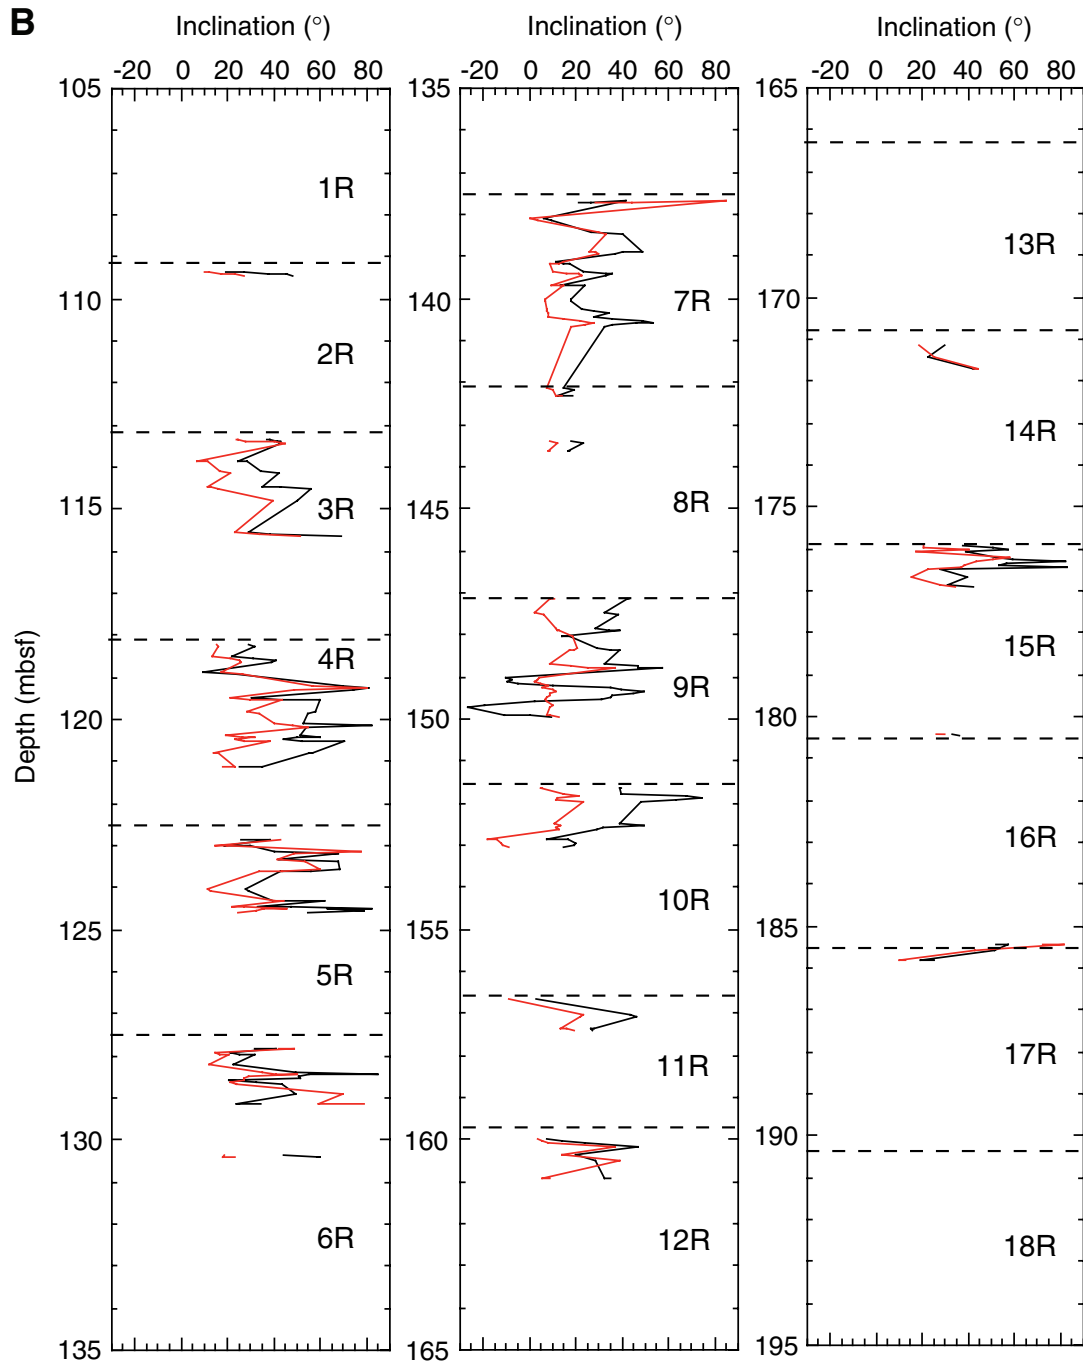 B
Inclination (°) Inclination (°) Inclination (°)
-20 0 20 40 60 80 -20 0 20 40 60 80 -20 0 20 40 60 80
105 135 165
1R
110
2R
115
3R
4R
120
125
5R
130
6R
135
7R
140
8R
145
9R
150
10R
155
11R
160
12R
165
13R
170
14R
175
15R
180
16R
185
17R
190
18R
195
Depth (mbsf)